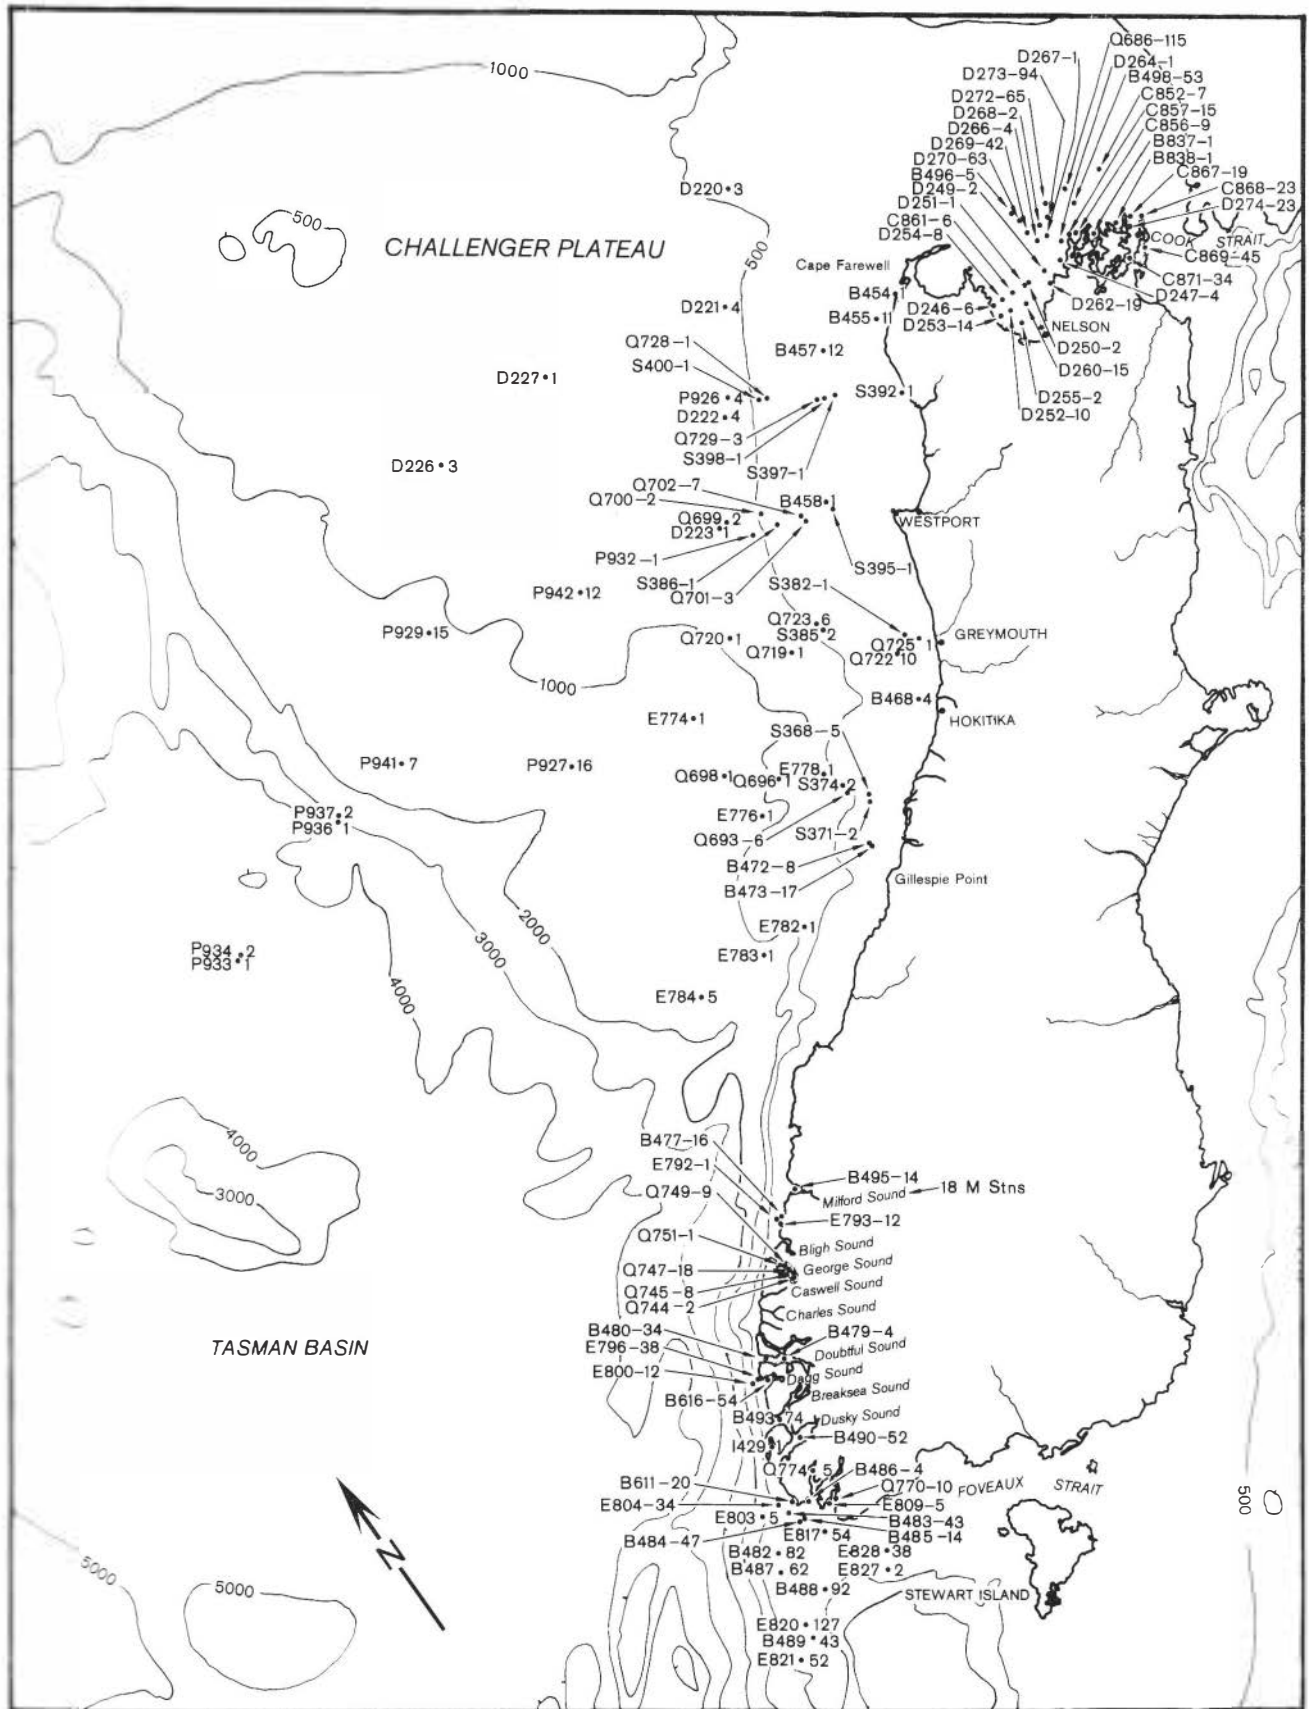 1000
Q686-115
D267-1
D264-1
D273-94
B498-53
D272-65
C852-7
D268-2
C857-15
D266-4
C856-9
D269-42
B837-1
D270-63
B838-1
B496-5
C867-19
D249-2
C868-23
D251-1
D274-23
C861-6
D254-8
COOK STRAIT
C869-45
C871-34
D247-4
D262-19
D220•3
500
500
CHALLENGER PLATEAU
Cape Farewell
B454•1
D246-6
B455•11
D253-14
NELSON
D221•4
D250-2
Q728-1
B457•12
D260-15
S400-1
D227•1
P926•4
S392•1
D255-2
D222•4
D252-10
Q729-3
S398-1
D226•3
S397-1
Q702-7
Q700-2
B458•1
Q699•2
WESTPORT
D223•1
P932-1
S395-1
S386-1
S382-1
P942•12
Q701-3
Q723•6
P929•15
S385•2
GREYMOUTH
Q720•1
Q725•1
Q719•1
Q722•10
1000
B468•4
E774•1
HOKITIKA
S368-5
P941•7
P927•16
E778•1
Q698•1
Q696•1
S374•2
P937•2
E776•1
P936•1
S371-2
Q693-6
B472-8
Gillespie Point
B473-17
2000
E782•1
3000
P934•2
E783•1
P933•1
4000
E784•5
4000
B477-16
E792-1
B495-14
3000
Q749-9
Milford Sound
18 M Stns
E793-12
Q751-1
Bligh Sound
Q747-18
George Sound
Q745-8
Caswell Sound
Q744-2
Charles Sound
B480-34
B479-4
TASMAN BASIN
E796-38
Doubtful Sound
E800-12
Dagg Sound
B616-54
Breaksea Sound
B493•74
Dusky Sound
I429•1
B490-52
Q774•5
B486-4
B611-20
Q770-10
FOVEAUX STRAIT
E804-34
E809-5
500
E803•5
B483-43
B484-47
E817•54
B485-14
N
B482•82
E828•38
5000
B487•62
E827•2
5000
B488•92
STEWART ISLAND
E820•127
B489•43
E821•52